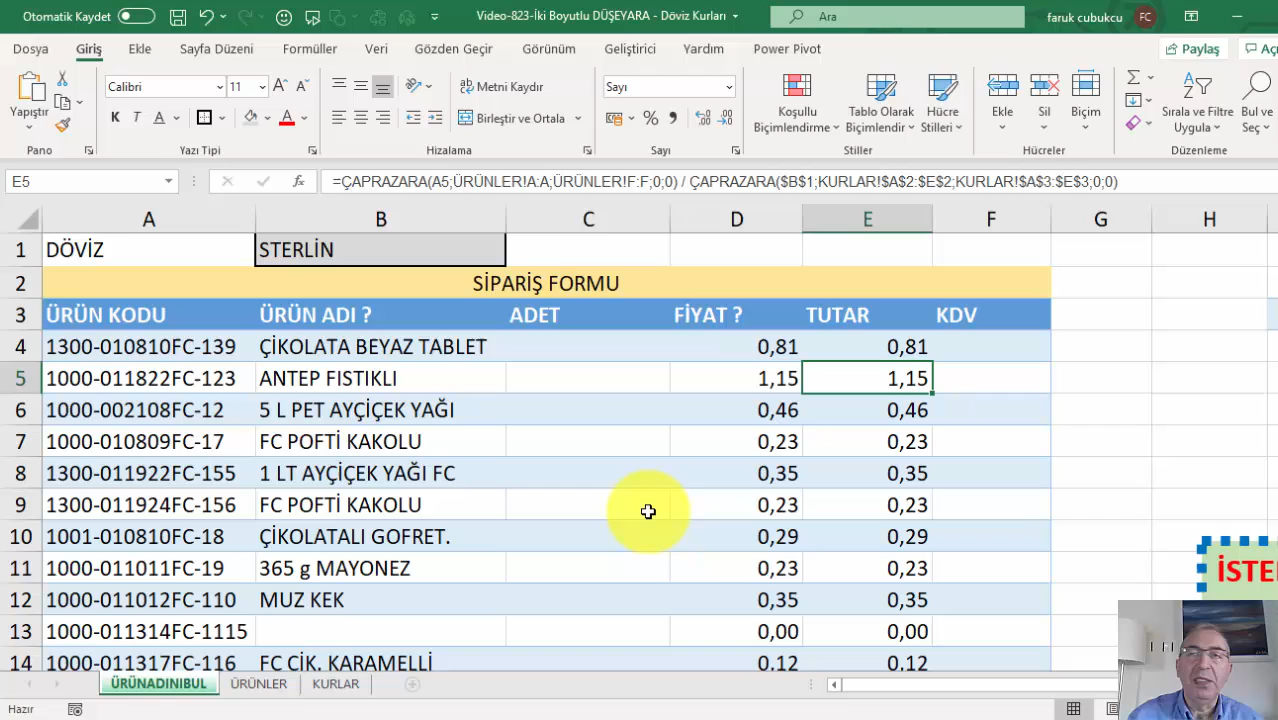 Otomatik Kaydet
Video-823-İki Boyutlu DÜŞEYARA - Döviz Kurları
Ara
faruk cubukcu
FC
Dosya Giriş Ekle Sayfa Düzeni Formüller Veri Gözden Geçir Görünüm Geliştirici Yardım Power Pivot
Paylaş
Yapıştır
Calibri 11
K T A
Metni Kaydır
Birleştir ve Ortala
Sayı
Koşullu Biçimlendirme
Tablo Olarak Biçimlendir
Hücre Stilleri
Ekle Sil Biçim
Sırala ve Filtre Uygula
Bul ve Seç
Pano Yazı Tipi Hizalama Sayı Stiller Hücreler Düzenleme
E5
fx
=ÇAPRAZARA(A5;ÜRÜNLER!A:A;ÜRÜNLER!F:F;0;0) / ÇAPRAZARA($B$1;KURLAR!$A$2:$E$2;KURLAR!$A$3:$E$3;0;0)
A B C D E F G H
1 DÖVİZ STERLİN
2 SİPARİŞ FORMU
3 ÜRÜN KODU ÜRÜN ADI ? ADET FİYAT ? TUTAR KDV
4 1300-010810FC-139 ÇİKOLATA BEYAZ TABLET 0,81 0,81
5 1000-011822FC-123 ANTEP FISTIKLI 1,15 1,15
6 1000-002108FC-12 5 L PET AYÇİÇEK YAĞI 0,46 0,46
7 1000-010809FC-17 FC POFTİ KAKOLU 0,23 0,23
8 1300-011922FC-155 1 LT AYÇİÇEK YAĞI FC 0,35 0,35
9 1300-011924FC-156 FC POFTİ KAKOLU 0,23 0,23
10 1001-010810FC-18 ÇİKOLATALI GOFRET. 0,29 0,29
11 1000-011011FC-19 365 g MAYONEZ 0,23 0,23
12 1000-011012FC-110 MUZ KEK 0,35 0,35
13 1000-011314FC-1115 0,00 0,00
14 1000-011317FC-116 FC ÇİK. KARAMELLİ 0,12 0,12
ÜRÜNADINIBUL ÜRÜNLER KURLAR
Hazır